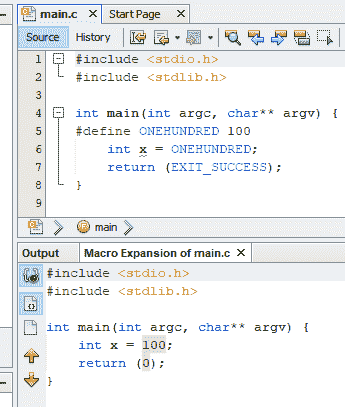 main.c Start Page
Source History
1 #include <stdio.h>
2 #include <stdlib.h>
3
4 int main(int argc, char** argv) {
5 #define ONEHUNDRED 100
6 int x = ONEHUNDRED;
7 return (EXIT_SUCCESS);
8 }
9
main
Output Macro Expansion of main.c
#include <stdio.h>
#include <stdlib.h>
int main(int argc, char** argv) {
int x = 100;
return (0);
}